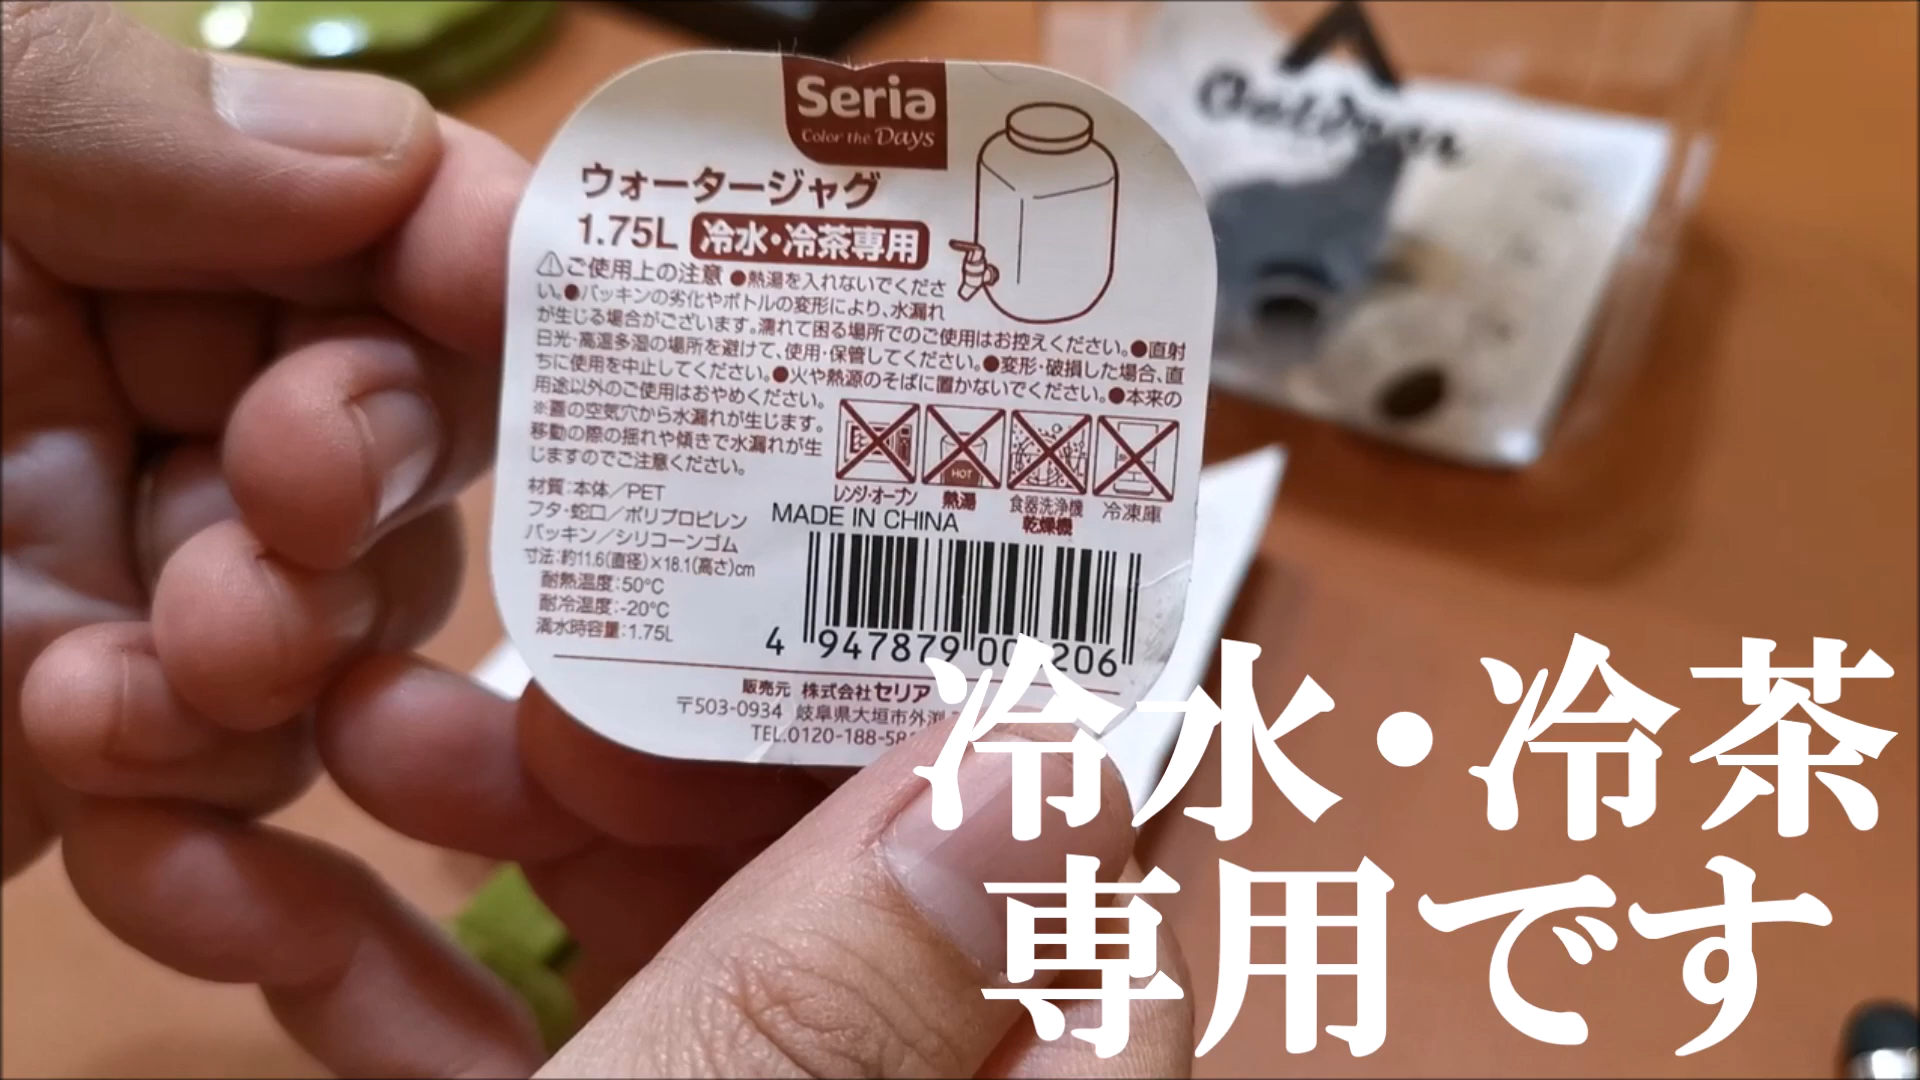 Seria
Color the Days
ウォータージャグ
1.75L 冷水・冷茶専用
⚠ご使用上の注意 ●熱湯を入れないでくださ
い。●パッキンの劣化やボトルの変形により、水漏れ
が生じる場合がございます。濡れて困る場所でのご使用はお控えください。●直射
日光・高温多湿の場所を避けて、使用・保管してください。●変形・破損した場合、直
ちに使用を中止してください。●火や熱源のそばに置かないでください。●本来の
用途以外のご使用はおやめください。
※蓋の空気穴から水漏れが生じます。
移動の際の揺れや傾きで水漏れが生
じますのでご注意ください。
HOT
レンジ・オーブン 熱湯 食器洗浄機 乾燥機 冷凍庫
材質:本体/PET
フタ・蛇口/ポリプロピレン
パッキン/シリコーンゴム
寸法:約11.6(直径)×18.1(高さ)cm
耐熱温度:50℃
耐冷温度:-20℃
満水時容量:1.75L
MADE IN CHINA
4 947879 00 206
販売元 株式会社セリア
〒503-0934 岐阜県大垣市外渕
TEL.0120-188-58
Outdoor
冷水・冷茶
専用です